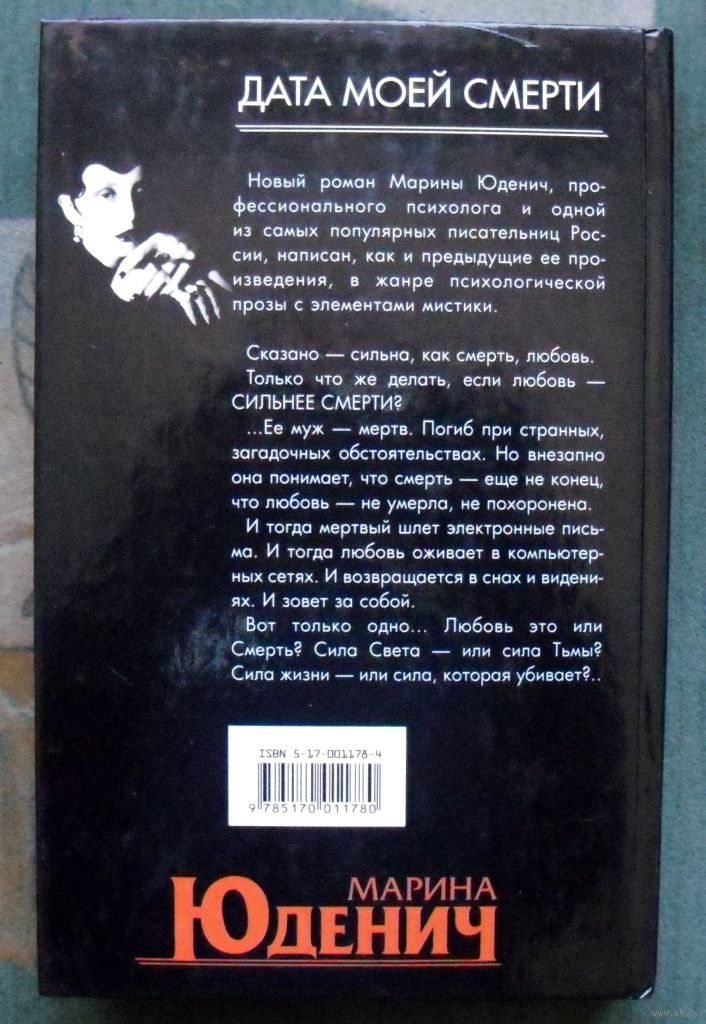 ДАТА МОЕЙ СМЕРТИ
Новый роман Марины Юденич, про-
фессионального психолога и одной
из самых популярных писательниц Рос-
сии, написан, как и предыдущие ее про-
изведения, в жанре психологической
прозы с элементами мистики.
Сказано — сильна, как смерть, любовь.
Только что же делать, если любовь —
СИЛЬНЕЕ СМЕРТИ?
...Ее муж — мертв. Погиб при странных,
загадочных обстоятельствах. Но внезапно
она понимает, что смерть — еще не конец,
что любовь — не умерла, не похоронена.
И тогда мертвый шлет электронные пись-
ма. И тогда любовь оживает в компьютер-
ных сетях. И возвращается в снах и видени-
ях. И зовет за собой.
Вот только одно... Любовь это или
Смерть? Сила Света — или сила Тьмы?
Сила жизни — или сила, которая убивает?..
ISBN 5-17-001178-4
9 785170 011780
МАРИНА
ЮДЕНИЧ
www.ay.by